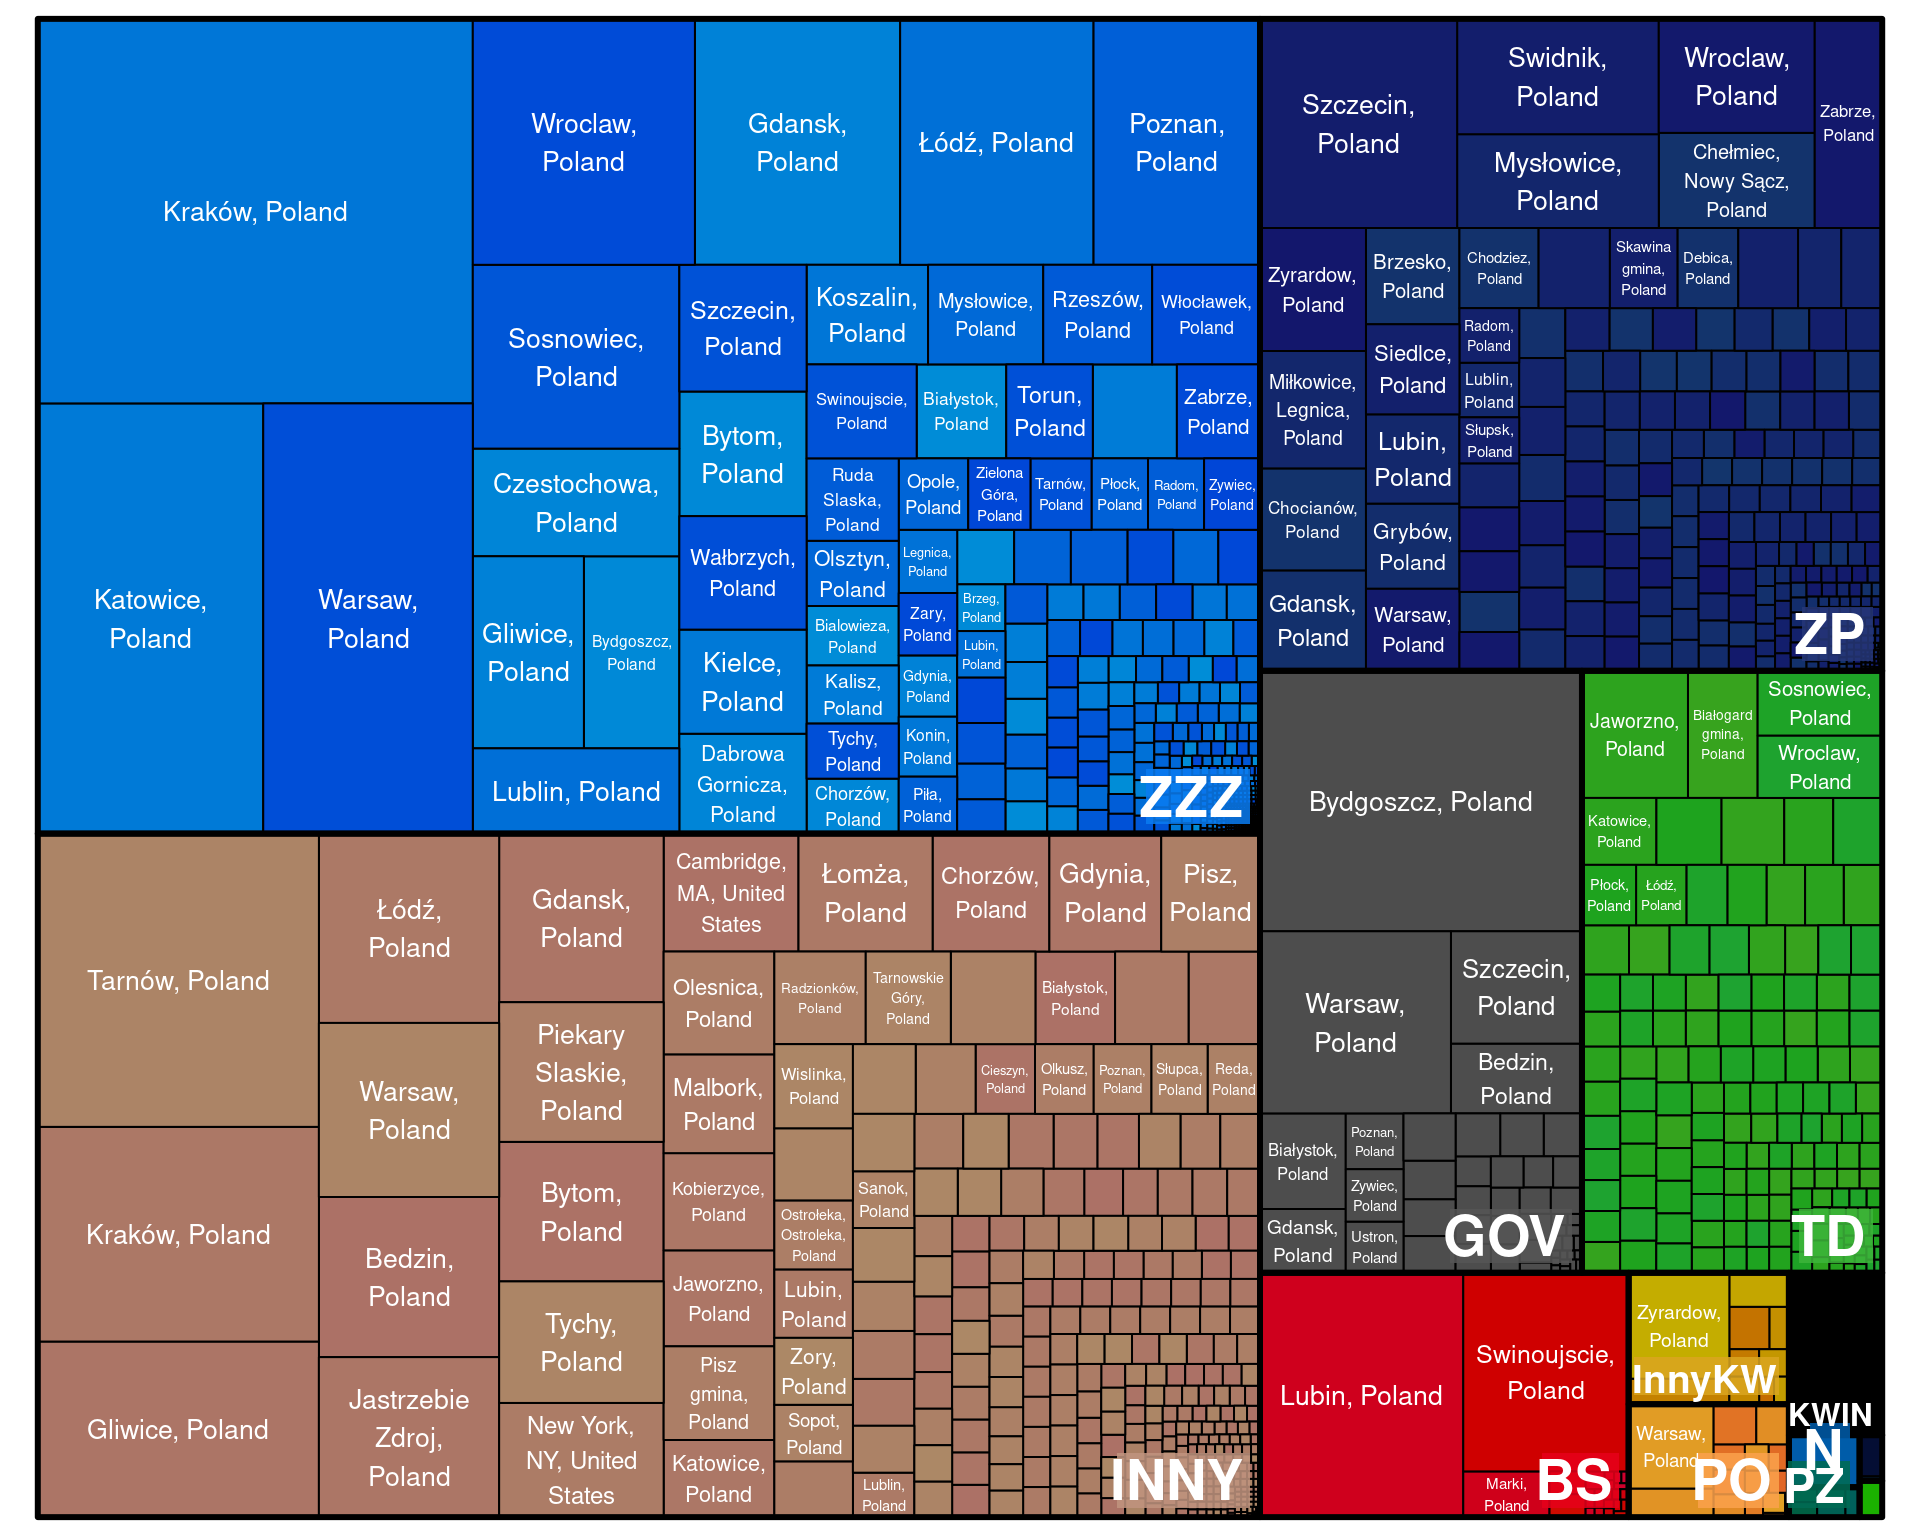 Kraków, Poland
Wroclaw,
Poland
Gdansk,
Poland
Łódź, Poland
Poznan,
Poland
Katowice,
Poland
Warsaw,
Poland
Sosnowiec,
Poland
Czestochowa,
Poland
Gliwice,
Poland
Bydgoszcz,
Poland
Lublin, Poland
Szczecin,
Poland
Bytom,
Poland
Wałbrzych,
Poland
Kielce,
Poland
Dabrowa
Gornicza,
Poland
Koszalin,
Poland
Mysłowice,
Poland
Rzeszów,
Poland
Włocławek,
Poland
Swinoujscie,
Poland
Białystok,
Poland
Torun,
Poland
Zabrze,
Poland
Ruda
Slaska,
Poland
Opole,
Poland
Zielona
Góra,
Poland
Tarnów,
Poland
Płock,
Poland
Radom,
Poland
Zywiec,
Poland
Olsztyn,
Poland
Bialowieza,
Poland
Kalisz,
Poland
Tychy,
Poland
Chorzów,
Poland
Legnica,
Poland
Zary,
Poland
Gdynia,
Poland
Konin,
Poland
Piła,
Poland
Brzeg,
Poland
Lubin,
Poland
ZZZ
Szczecin,
Poland
Swidnik,
Poland
Wroclaw,
Poland
Zabrze,
Poland
Mysłowice,
Poland
Chełmiec,
Nowy Sącz,
Poland
Zyrardow,
Poland
Brzesko,
Poland
Chodziez,
Poland
Skawina
gmina,
Poland
Debica,
Poland
Miłkowice,
Legnica,
Poland
Siedlce,
Poland
Radom,
Poland
Lublin,
Poland
Słupsk,
Poland
Lubin,
Poland
Chocianów,
Poland
Grybów,
Poland
Gdansk,
Poland
Warsaw,
Poland
ZP
Tarnów, Poland
Kraków, Poland
Gliwice, Poland
Łódź,
Poland
Warsaw,
Poland
Bedzin,
Poland
Jastrzebie
Zdroj,
Poland
Gdansk,
Poland
Piekary
Slaskie,
Poland
Bytom,
Poland
Tychy,
Poland
New York,
NY, United
States
Cambridge,
MA, United
States
Łomża,
Poland
Chorzów,
Poland
Gdynia,
Poland
Pisz,
Poland
Olesnica,
Poland
Malbork,
Poland
Kobierzyce,
Poland
Jaworzno,
Poland
Pisz
gmina,
Poland
Katowice,
Poland
Radzionków,
Poland
Tarnowskie
Góry,
Poland
Białystok,
Poland
Wislinka,
Poland
Cieszyn,
Poland
Olkusz,
Poland
Poznan,
Poland
Słupca,
Poland
Reda,
Poland
Sanok,
Poland
Ostrołeka,
Ostroleka,
Poland
Lubin,
Poland
Zory,
Poland
Sopot,
Poland
Lublin,
Poland
INNY
Bydgoszcz, Poland
Warsaw,
Poland
Szczecin,
Poland
Bedzin,
Poland
Białystok,
Poland
Poznan,
Poland
Zywiec,
Poland
Gdansk,
Poland
Ustron,
Poland
GOV
Jaworzno,
Poland
Białogard
gmina,
Poland
Sosnowiec,
Poland
Wroclaw,
Poland
Katowice,
Poland
Płock,
Poland
Łódź,
Poland
TD
Lubin, Poland
Swinoujscie,
Poland
Marki,
Poland
BS
Zyrardow,
Poland
InnyKW
Warsaw,
Poland
PO
KWIN
N
PZ